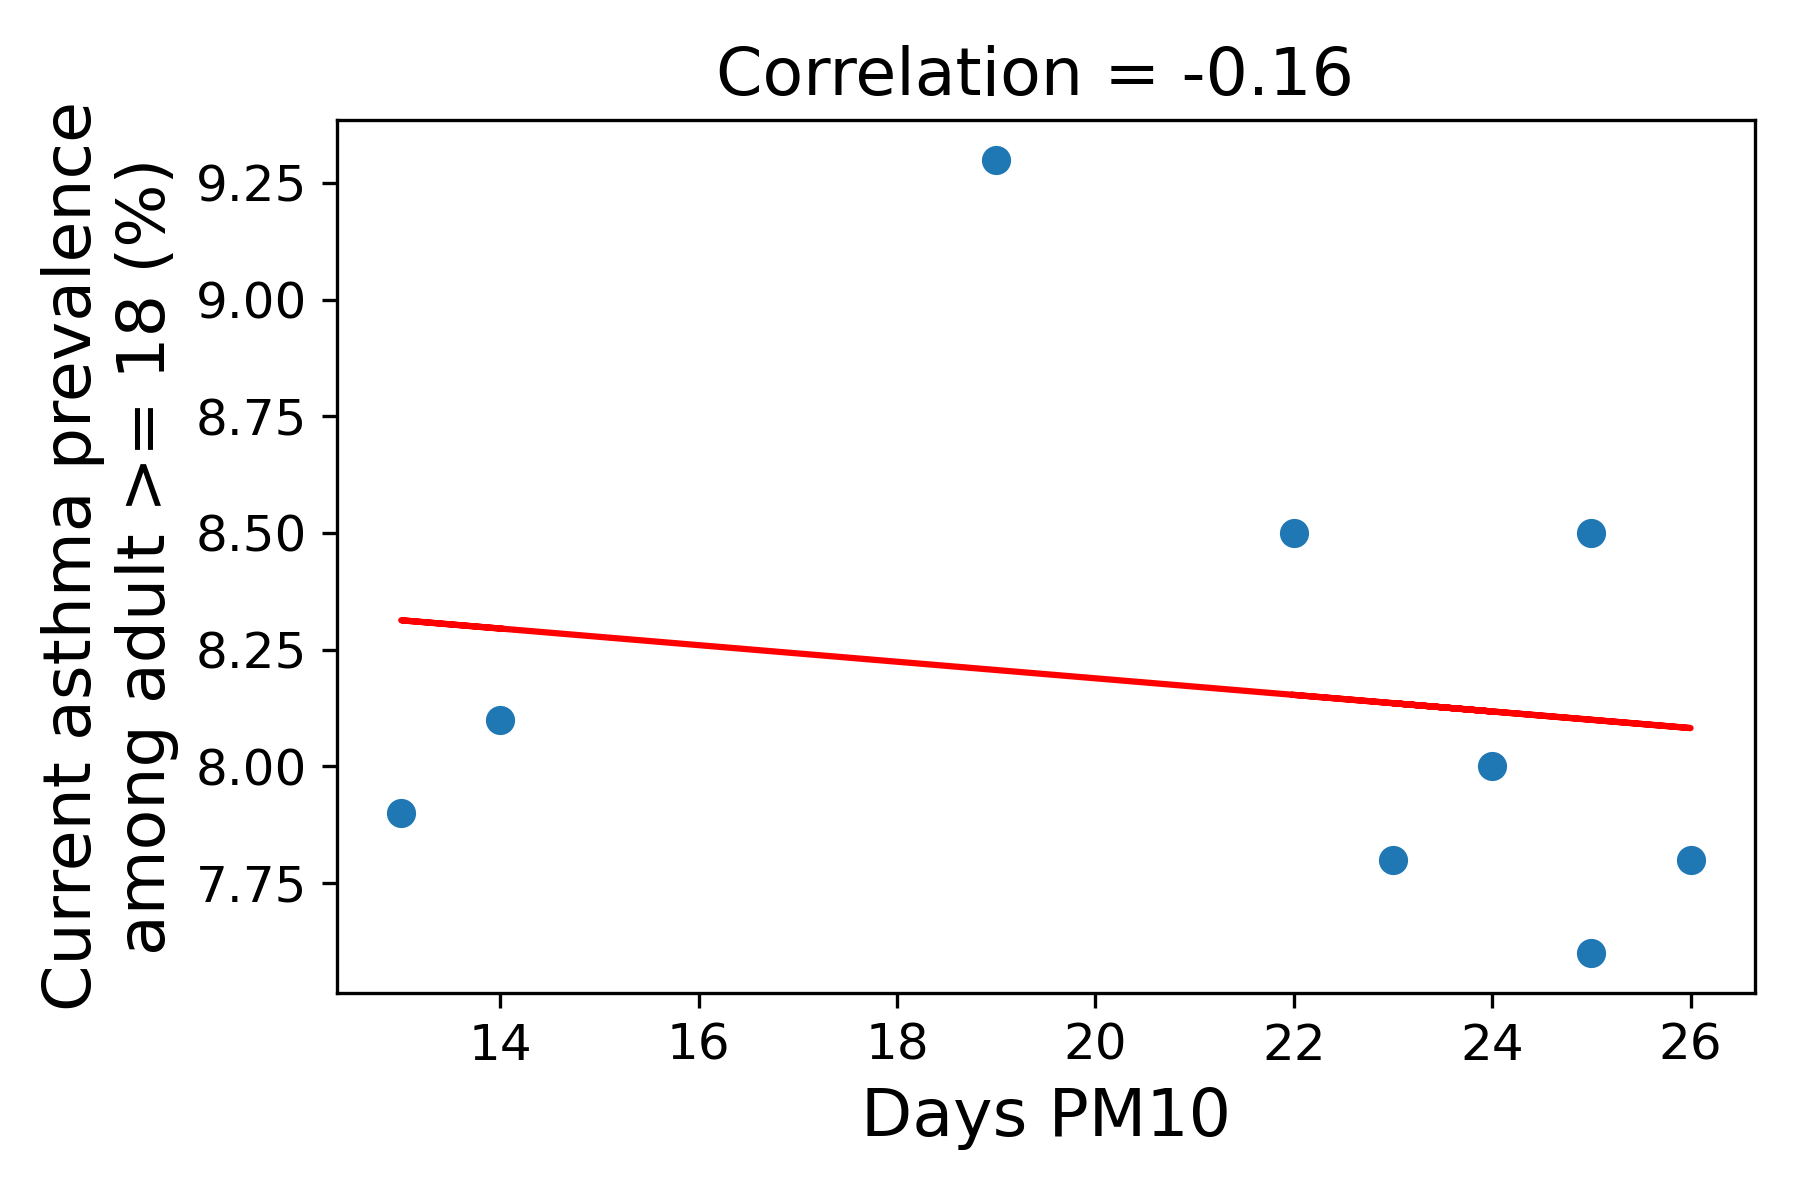 Correlation = -0.16
Current asthma prevalence
among adult >= 18 (%)
9.25
9.00
8.75
8.50
8.25
8.00
7.75
14 16 18 20 22 24 26
Days PM10